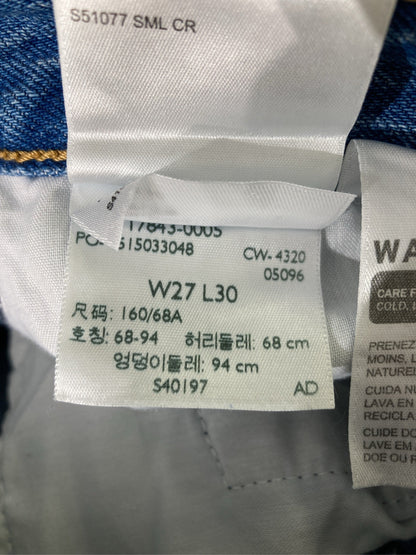 S51077 SML CR
17843-0005
515033048
CW- 4320
05096
W27 L30
尺码: 160/68A
호칭: 68-94 허리둘레: 68 cm
엉덩이둘레: 94 cm
S40197 AD
CARE
COLD,
PRENEZ
MOINS, L
NATUREL
CUIDA NU
LAVA EN
RECICLA
CUIDE DO
LAVE EM
DOE OU